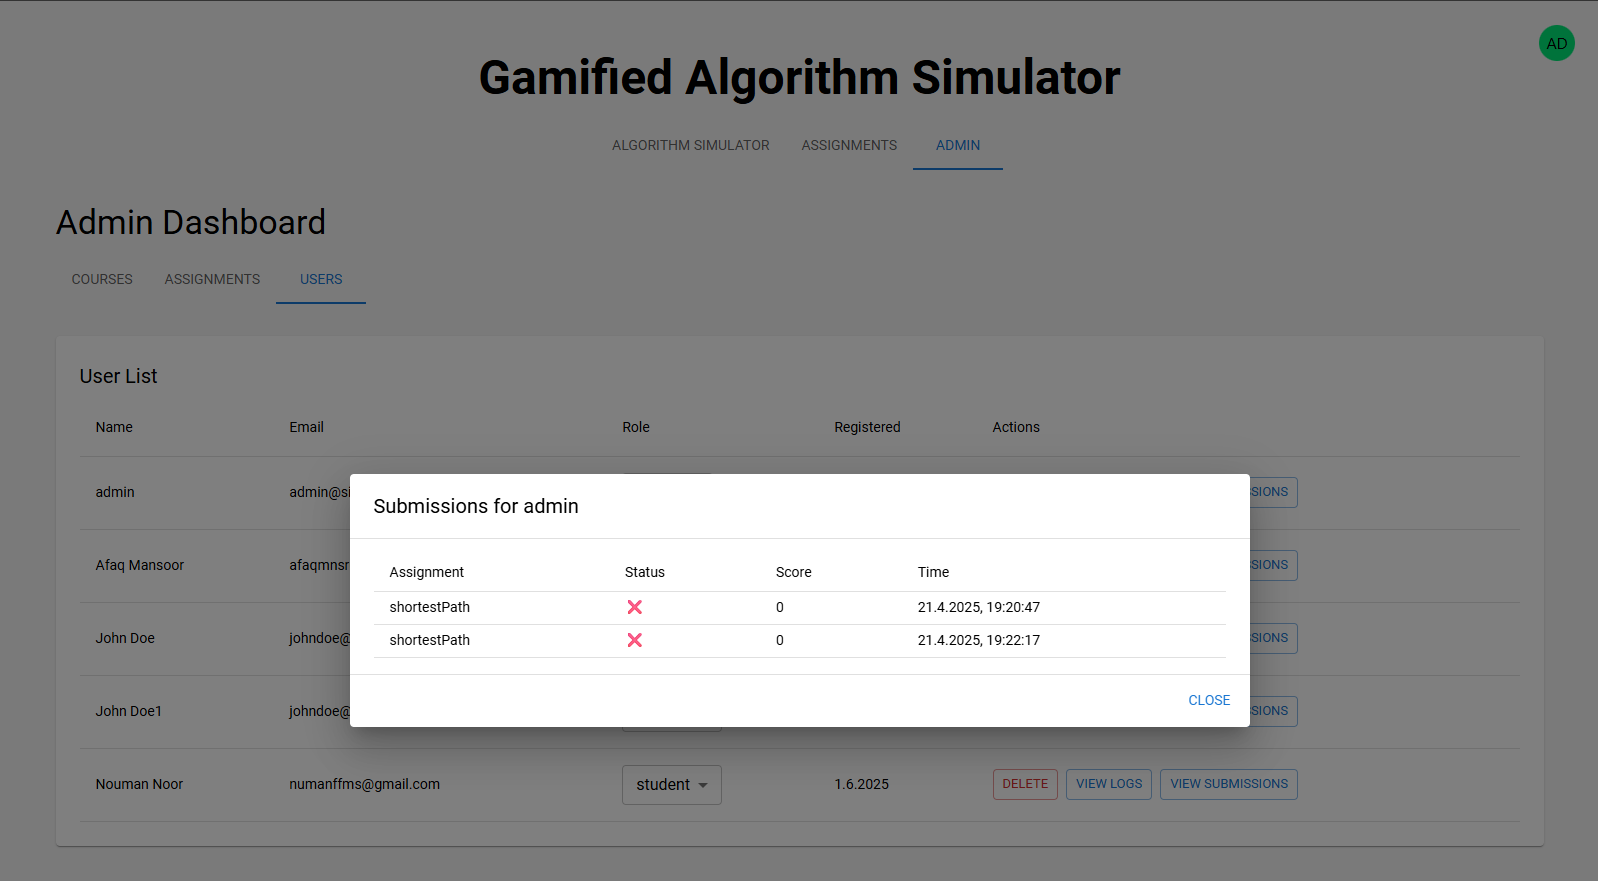 AD
Gamified Algorithm Simulator
ALGORITHM SIMULATOR ASSIGNMENTS ADMIN
Admin Dashboard
COURSES ASSIGNMENTS USERS
User List
Name Email Role Registered Actions
admin admin@si SIONS
Submissions for admin
Afaq Mansoor afaqmnsr SIONS
Assignment Status Score Time
shortestPath ❌ 0 21.4.2025, 19:20:47
John Doe johndoe@ SIONS
shortestPath ❌ 0 21.4.2025, 19:22:17
CLOSE
John Doe1 johndoe@ SIONS
Nouman Noor numanffms@gmail.com student 1.6.2025 DELETE VIEW LOGS VIEW SUBMISSIONS